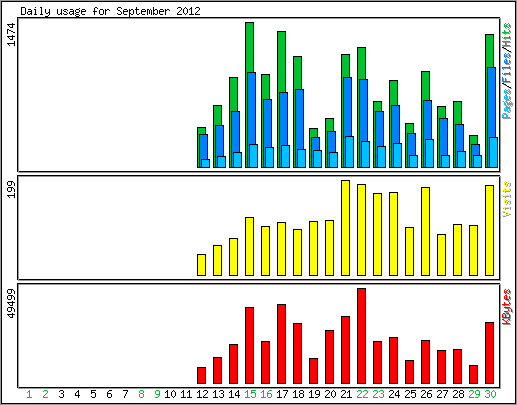 Daily usage for September 2012
1474
Pages/Files/Hits
199
Visits
49499
KBytes
1 2 3 4 5 6 7 8 9 10 11 12 13 14 15 16 17 18 19 20 21 22 23 24 25 26 27 28 29 30